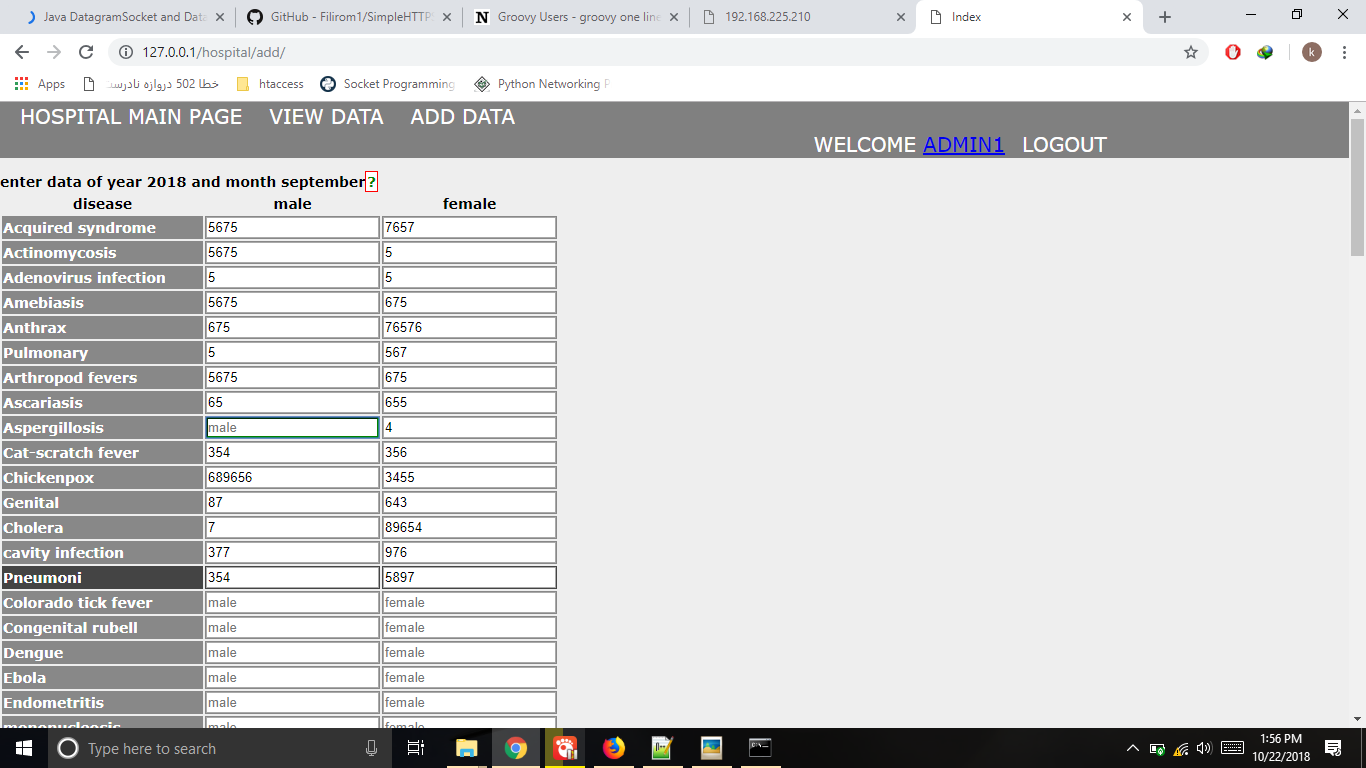 Java DatagramSocket and Data
GitHub - Filirom1/SimpleHTTPS
Groovy Users - groovy one line
192.168.225.210
Index
127.0.0.1/hospital/add/
k
Apps
خطا 502 دروازه نادرست
htaccess
Socket Programming
Python Networking P
HOSPITAL MAIN PAGE VIEW DATA ADD DATA
WELCOME ADMIN1 LOGOUT
enter data of year 2018 and month september?
disease male female
Acquired syndrome 5675 7657
Actinomycosis 5675 5
Adenovirus infection 5 5
Amebiasis 5675 675
Anthrax 675 76576
Pulmonary 5 567
Arthropod fevers 5675 675
Ascariasis 65 655
Aspergillosis male 4
Cat-scratch fever 354 356
Chickenpox 689656 3455
Genital 87 643
Cholera 7 89654
cavity infection 377 976
Pneumoni 354 5897
Colorado tick fever male female
Congenital rubell male female
Dengue male female
Ebola male female
Endometritis male female
mononucleosis male female
Type here to search
1:56 PM
10/22/2018